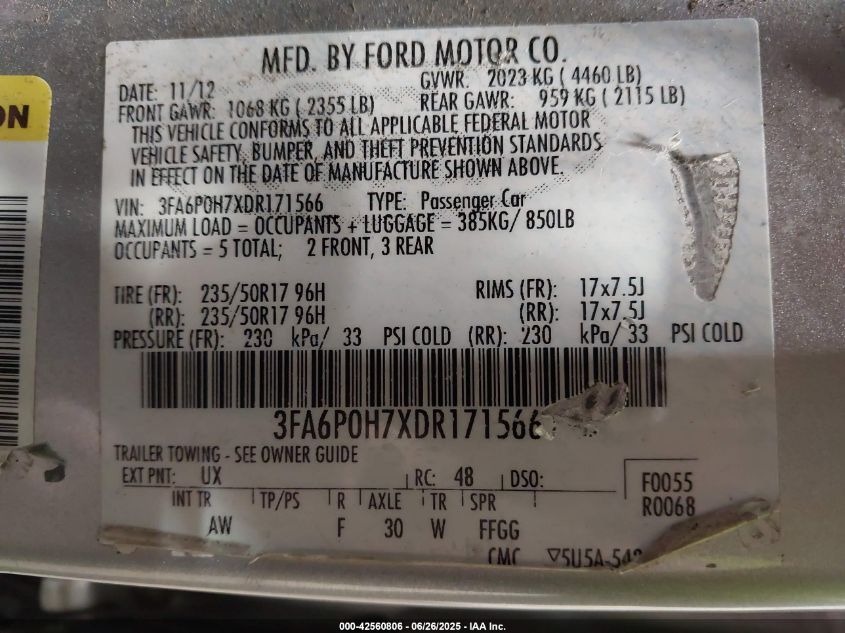 MFD. BY FORD MOTOR CO.
DATE: 11/12 GVWR: 2023 KG ( 4460 LB)
FRONT GAWR: 1068 KG ( 2355 LB) REAR GAWR: 959 KG ( 2115 LB)
THIS VEHICLE CONFORMS TO ALL APPLICABLE FEDERAL MOTOR
VEHICLE SAFETY, BUMPER, AND THEFT PREVENTION STANDARDS
IN EFFECT ON THE DATE OF MANUFACTURE SHOWN ABOVE.
VIN: 3FA6P0H7XDR171566 TYPE: Passenger Car
MAXIMUM LOAD = OCCUPANTS + LUGGAGE = 385KG/ 850LB
OCCUPANTS = 5 TOTAL; 2 FRONT, 3 REAR
TIRE (FR): 235/50R17 96H RIMS (FR): 17x7.5J
(RR): 235/50R17 96H (RR): 17x7.5J
PRESSURE (FR): 230 kPa/ 33 PSI COLD (RR): 230 kPa/ 33 PSI COLD
3FA6P0H7XDR171566
TRAILER TOWING - SEE OWNER GUIDE
EXT PNT: UX RC: 48 DSO:
INT TR TP/PS R AXLE TR SPR
AW F 30 W FFGG
F0055
R0068
CMC ▽5U5A-542
ON
000-42560806 - 06/26/2025 - IAA Inc.